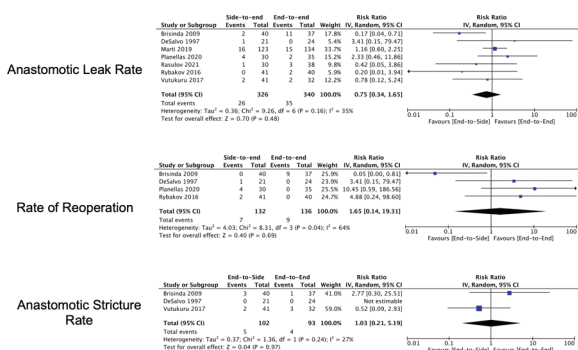 Anastomotic Leak Rate
Side-to-end End-to-end Risk Ratio Risk Ratio
Study or Subgroup Events Total Events Total Weight IV, Random, 95% CI IV, Random, 95% CI
Brisinda 2009 2 40 11 37 17.8% 0.17 [0.04, 0.71]
DeSalvo 1997 1 21 0 24 5.4% 3.41 [0.15, 79.47]
Marti 2019 16 123 15 134 32.4% 1.16 [0.60, 2.25]
Planellas 2020 4 30 2 35 15.2% 2.33 [0.46, 11.86]
Rasulov 2021 1 30 3 38 9.8% 0.42 [0.05, 3.86]
Rybakov 2016 0 41 2 40 6.0% 0.20 [0.01, 3.94]
Vutukuru 2017 2 41 2 32 13.5% 0.78 [0.12, 5.24]
Total (95% CI) 326 340 100.0% 0.75 [0.34, 1.65]
Total events 26 35
Heterogeneity: Tau² = 0.36; Chi² = 9.26, df = 6 (P = 0.16); I² = 35%
Test for overall effect: Z = 0.70 (P = 0.48)
0.01 0.1 1 10 100
Favours [End-to-Side] Favours [End-to-End]
Rate of Reoperation
Side-to-end End-to-end Risk Ratio Risk Ratio
Study or Subgroup Events Total Events Total Weight IV, Random, 95% CI IV, Random, 95% CI
Brisinda 2009 0 40 9 37 25.9% 0.05 [0.00, 0.81]
DeSalvo 1997 1 21 0 24 23.9% 3.41 [0.15, 79.47]
Planellas 2020 4 30 0 35 25.5% 10.45 [0.59, 186.56]
Rybakov 2016 2 41 0 40 24.7% 4.88 [0.24, 98.60]
Total (95% CI) 132 136 100.0% 1.65 [0.14, 19.31]
Total events 7 9
Heterogeneity: Tau² = 4.03; Chi² = 8.31, df = 3 (P = 0.04); I² = 64%
Test for overall effect: Z = 0.40 (P = 0.69)
0.01 0.1 1 10 100
Favours [End-to-Side] Favours [End-to-End]
Anastomotic Stricture
Rate
End-to-Side End-to-End Risk Ratio Risk Ratio
Study or Subgroup Events Total Events Total Weight IV, Random, 95% CI IV, Random, 95% CI
Brisinda 2009 3 40 1 37 41.0% 2.77 [0.30, 25.51]
DeSalvo 1997 0 21 0 24 Not estimable
Vutukuru 2017 2 41 3 32 59.0% 0.52 [0.09, 2.93]
Total (95% CI) 102 93 100.0% 1.03 [0.21, 5.19]
Total events 5 4
Heterogeneity: Tau² = 0.37; Chi² = 1.36, df = 1 (P = 0.24); I² = 27%
Test for overall effect: Z = 0.04 (P = 0.97)
0.01 0.1 1 10 100
Favours [End-to-Side] Favours [End-to-End]